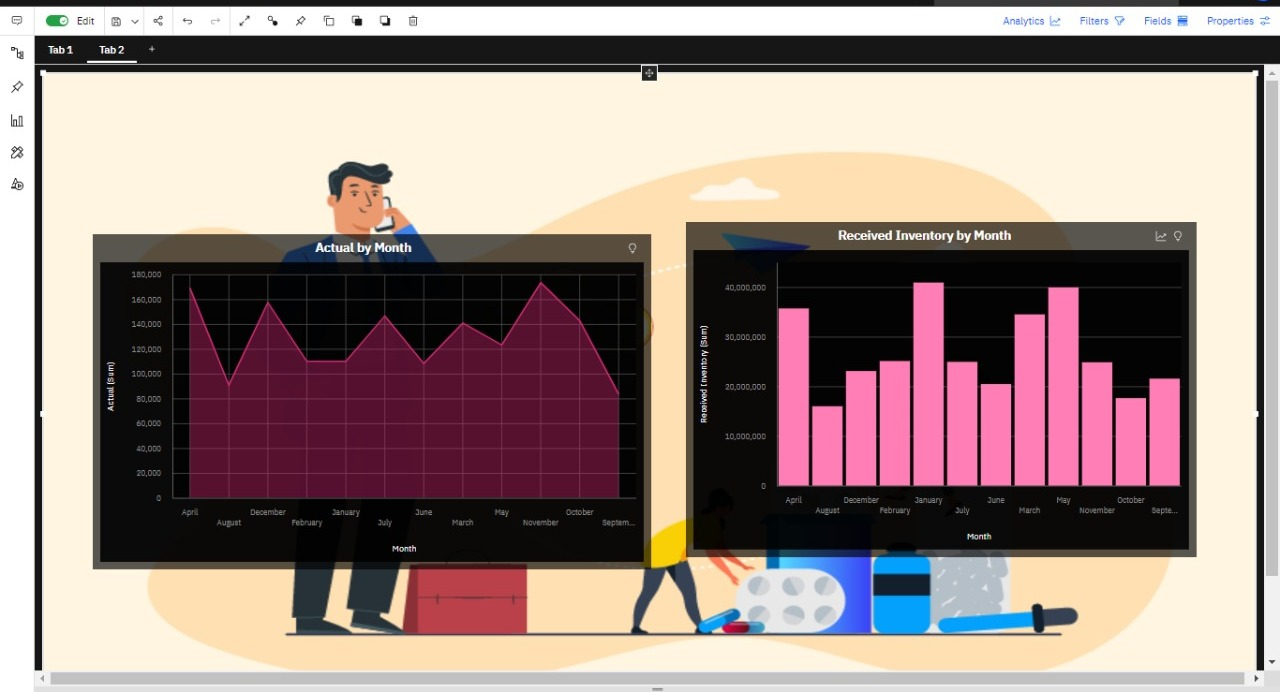 Edit
Analytics
Filters
Fields
Properties
Tab 1
Tab 2
+
Actual by Month
180,000
160,000
140,000
120,000
100,000
80,000
60,000
40,000
20,000
0
Actual (Sum)
April
August
December
February
January
July
June
March
May
November
October
Septem...
Month
Received Inventory by Month
40,000,000
30,000,000
20,000,000
10,000,000
0
Received Inventory (Sum)
April
August
December
February
January
July
June
March
May
November
October
Septe...
Month